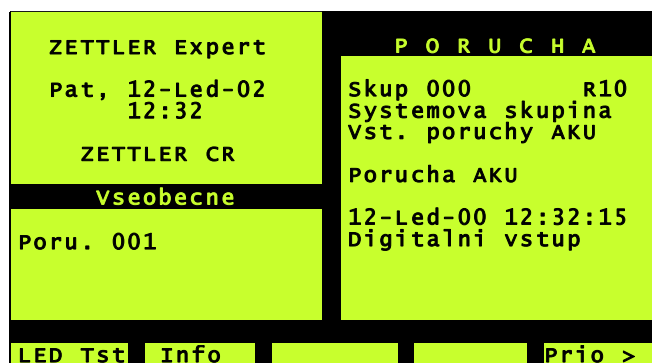 ZETTLER Expert
Pat, 12-Led-02
12:32
ZETTLER CR
Vseobecne
Poru. 001
P O R U C H A
Skup 000 R10
Systemova skupina
Vst. poruchy AKU
Porucha AKU
12-Led-00 12:32:15
Digitalni vstup
LED Tst Info Prio >